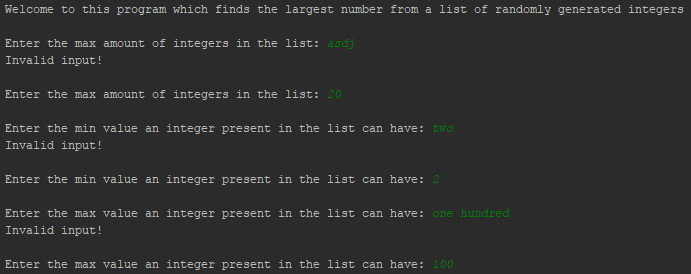 Welcome to this program which finds the largest number from a list of randomly generated integers
Enter the max amount of integers in the list: asdj
Invalid input!
Enter the max amount of integers in the list: 20
Enter the min value an integer present in the list can have: two
Invalid input!
Enter the min value an integer present in the list can have: 2
Enter the max value an integer present in the list can have: one hundred
Invalid input!
Enter the max value an integer present in the list can have: 100